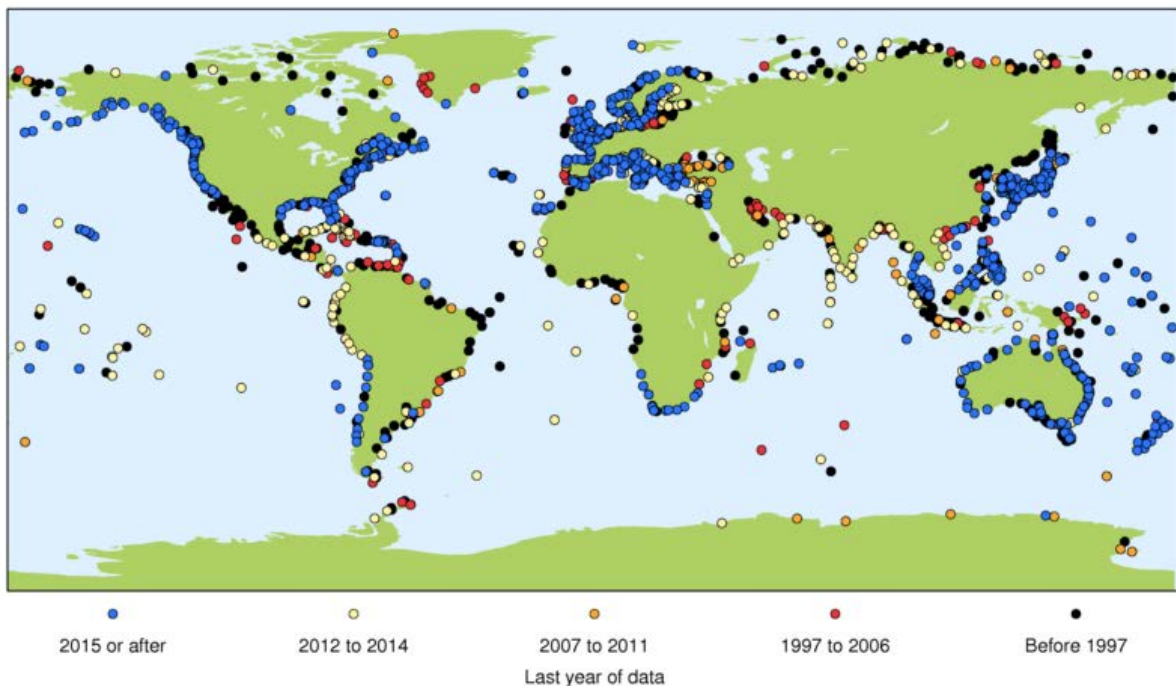 2015 or after
2012 to 2014
2007 to 2011
1997 to 2006
Before 1997
Last year of data